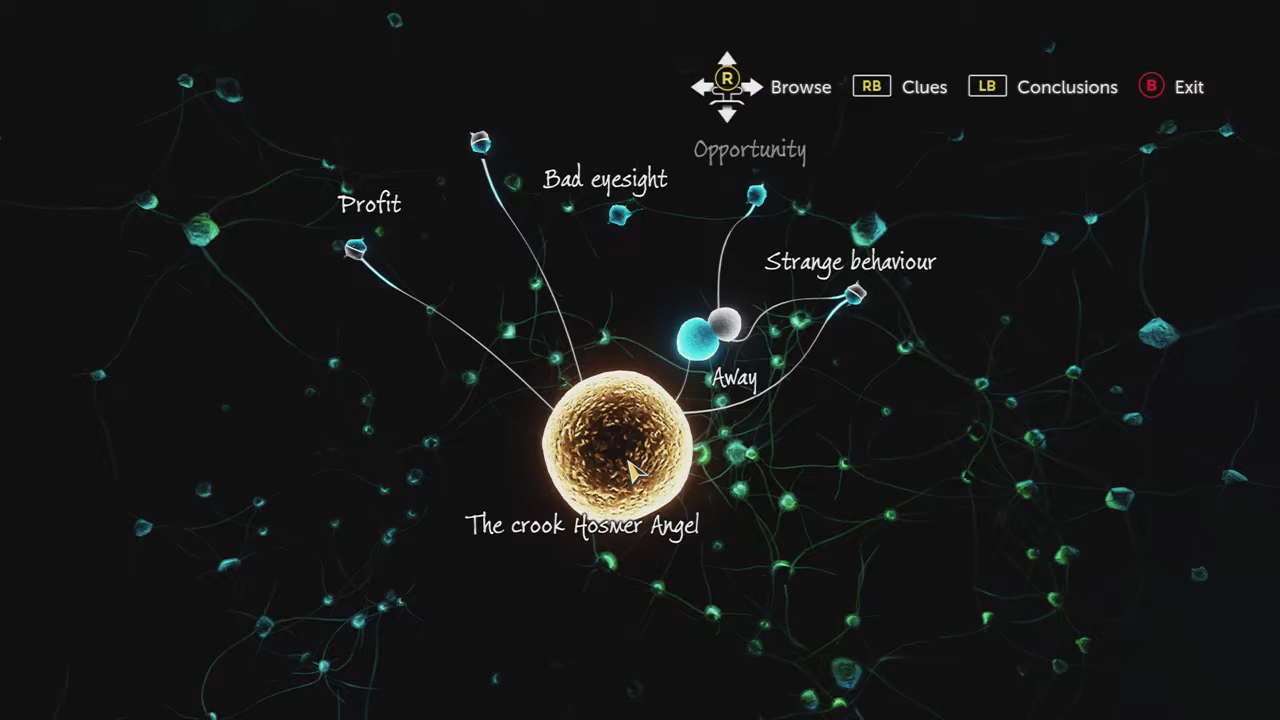 R Browse RB Clues LB Conclusions B Exit
Opportunity
Bad eyesight
Profit
Strange behaviour
Away
The crook Hosmer Angel